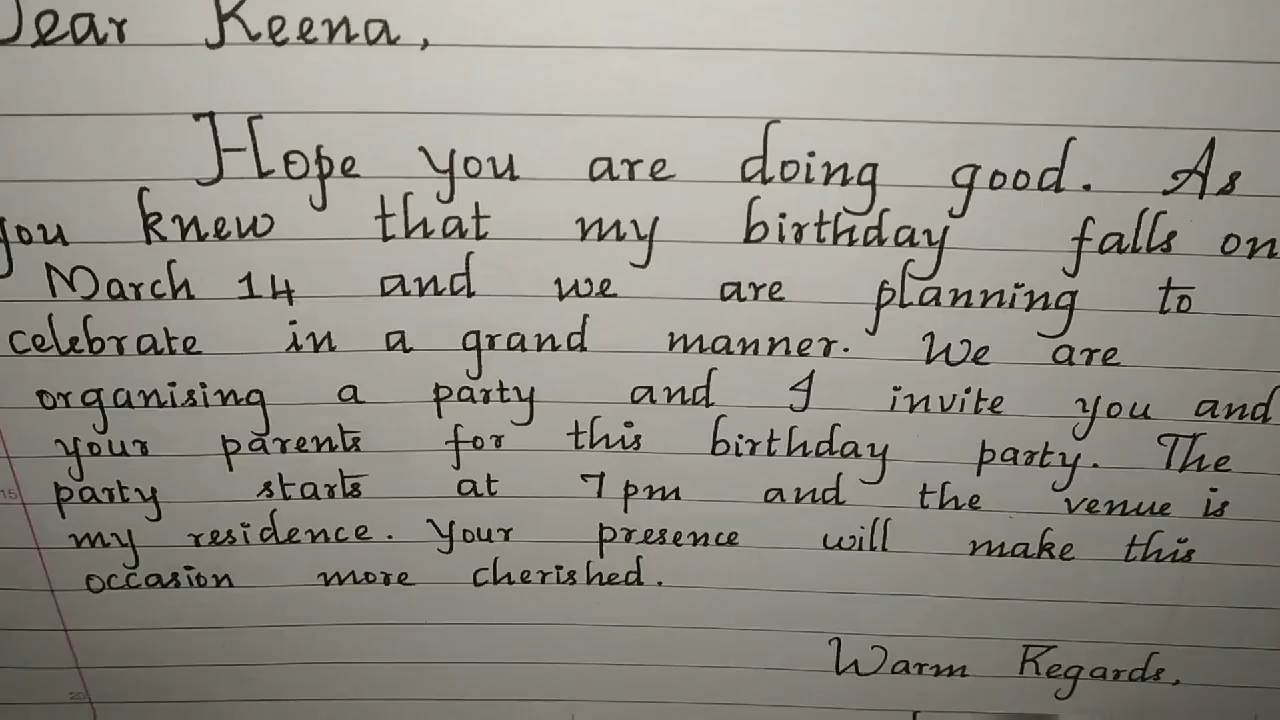 Dear Reena,
Hope you are doing good. As
you knew that my birthday falls on
March 14 and we are planning to
celebrate in a grand manner. We are
organising a party and I invite you and
your parents for this birthday party. The
party starts at 7 pm and the venue is
my residence. Your presence will make this
occasion more cherished.
Warm Regards,
15
20